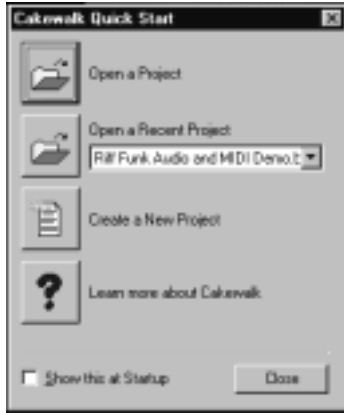 Cakewalk Quick Start
Open a Project
Open a Recent Project
Riff Funk Audio and MIDI Demo.b
Create a New Project
?
Learn more about Cakewalk
Show this at Startup
Close